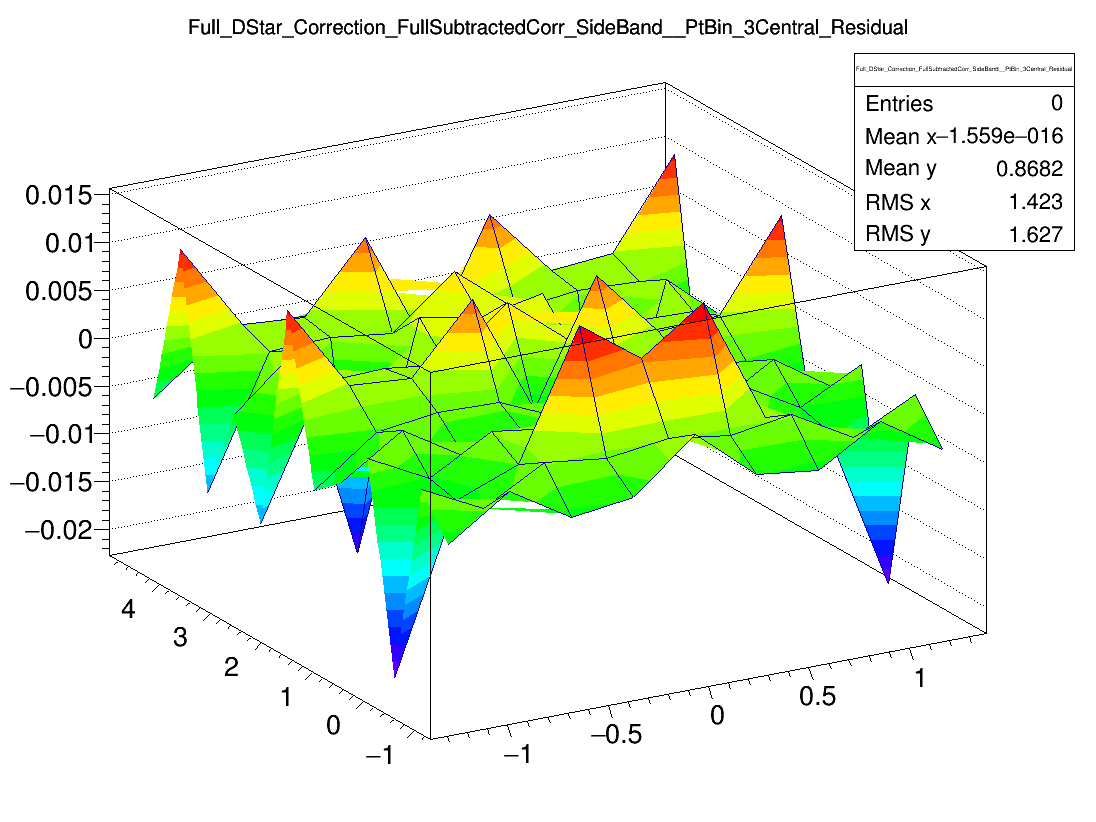 Full_DStar_Correction_FullSubtractedCorr_SideBand__PtBin_3Central_Residual
Full_DStar_Correction_FullSubtractedCorr_SideBand__PtBin_3Central_Residual
Entries 0
Mean x −1.559e−016
Mean y 0.8682
RMS x 1.423
RMS y 1.627
0.015
0.01
0.005
0
−0.005
−0.01
−0.015
−0.02
4
3
2
1
0
−1
−1
−0.5
0
0.5
1